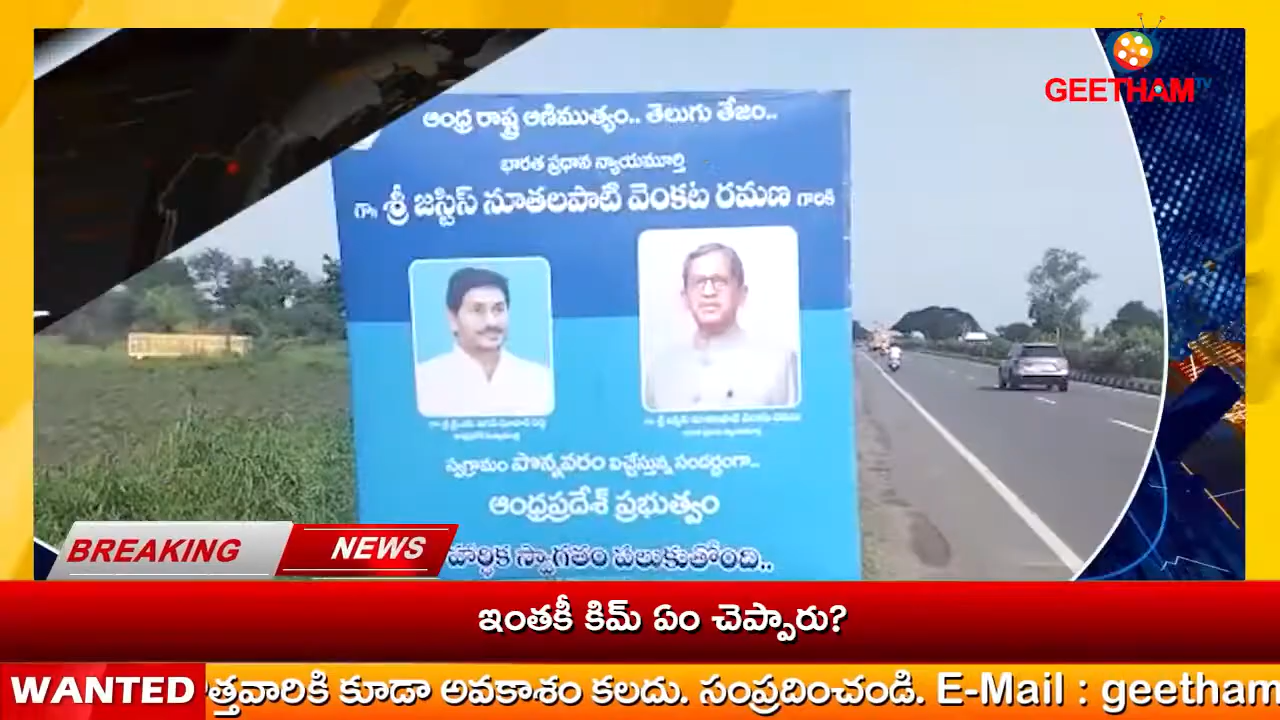 GEETHAM TV
ఆంధ్ర రాష్ట్ర ఆణిముత్యం.. తెలుగు తేజం..
భారత ప్రధాన న్యాయమూర్తి
గౌ॥ శ్రీ జస్టిస్ నూతలపాటి వెంకట రమణ గారికి
స్వగ్రామం పొన్నవరం విచ్చేస్తున్న సందర్భంగా..
ఆంధ్రప్రదేశ్ ప్రభుత్వం
హార్థిక స్వాగతం పలుకుతోంది..
BREAKING NEWS
ఇంతకీ కిమ్ ఏం చెప్పారు?
WANTED త్తవారికి కూడా అవకాశం కలదు. సంప్రదించండి. E-Mail : geetham